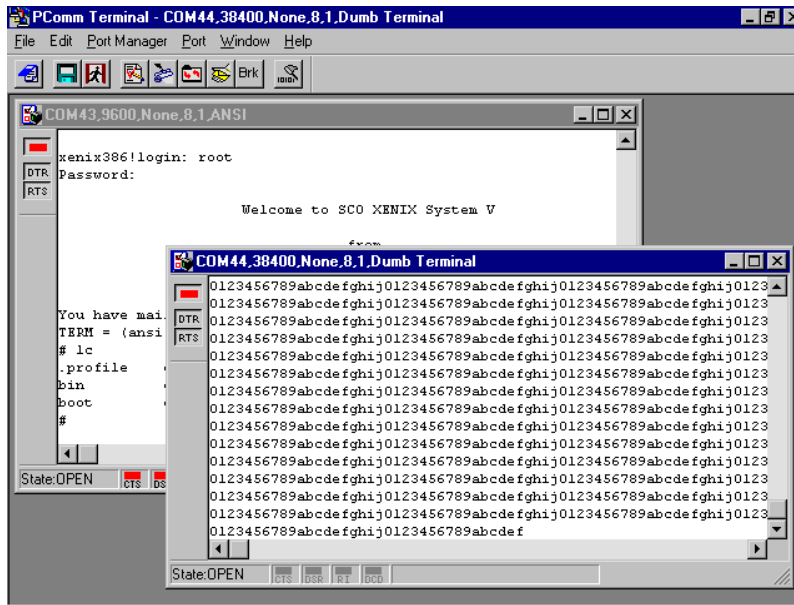 PComm Terminal - COM44,38400,None,8,1,Dumb Terminal
File Edit Port Manager Port Window Help
Brk
COM43,9600,None,8,1,ANSI
DTR
RTS
xenix386!login: root
Password:
Welcome to SCO XENIX System V
from
You have mai
TERM = (ansi
# lc
.profile
bin
boot
#
State:OPEN CTS DS
COM44,38400,None,8,1,Dumb Terminal
DTR
RTS
0123456789abcdefghij0123456789abcdefghij0123456789abcdefghij0123
0123456789abcdefghij0123456789abcdefghij0123456789abcdefghij0123
0123456789abcdefghij0123456789abcdefghij0123456789abcdefghij0123
0123456789abcdefghij0123456789abcdefghij0123456789abcdefghij0123
0123456789abcdefghij0123456789abcdefghij0123456789abcdefghij0123
0123456789abcdefghij0123456789abcdefghij0123456789abcdefghij0123
0123456789abcdefghij0123456789abcdefghij0123456789abcdefghij0123
0123456789abcdefghij0123456789abcdefghij0123456789abcdefghij0123
0123456789abcdefghij0123456789abcdefghij0123456789abcdefghij0123
0123456789abcdefghij0123456789abcdefghij0123456789abcdefghij0123
0123456789abcdefghij0123456789abcdefghij0123456789abcdefghij0123
0123456789abcdefghij0123456789abcdefghij0123456789abcdefghij0123
0123456789abcdefghij0123456789abcdefghij0123456789abcdefghij0123
0123456789abcdefghij0123456789abcdefghij0123456789abcdefghij0123
0123456789abcdefghij0123456789abcdef
State:OPEN CTS DSR RI DCD